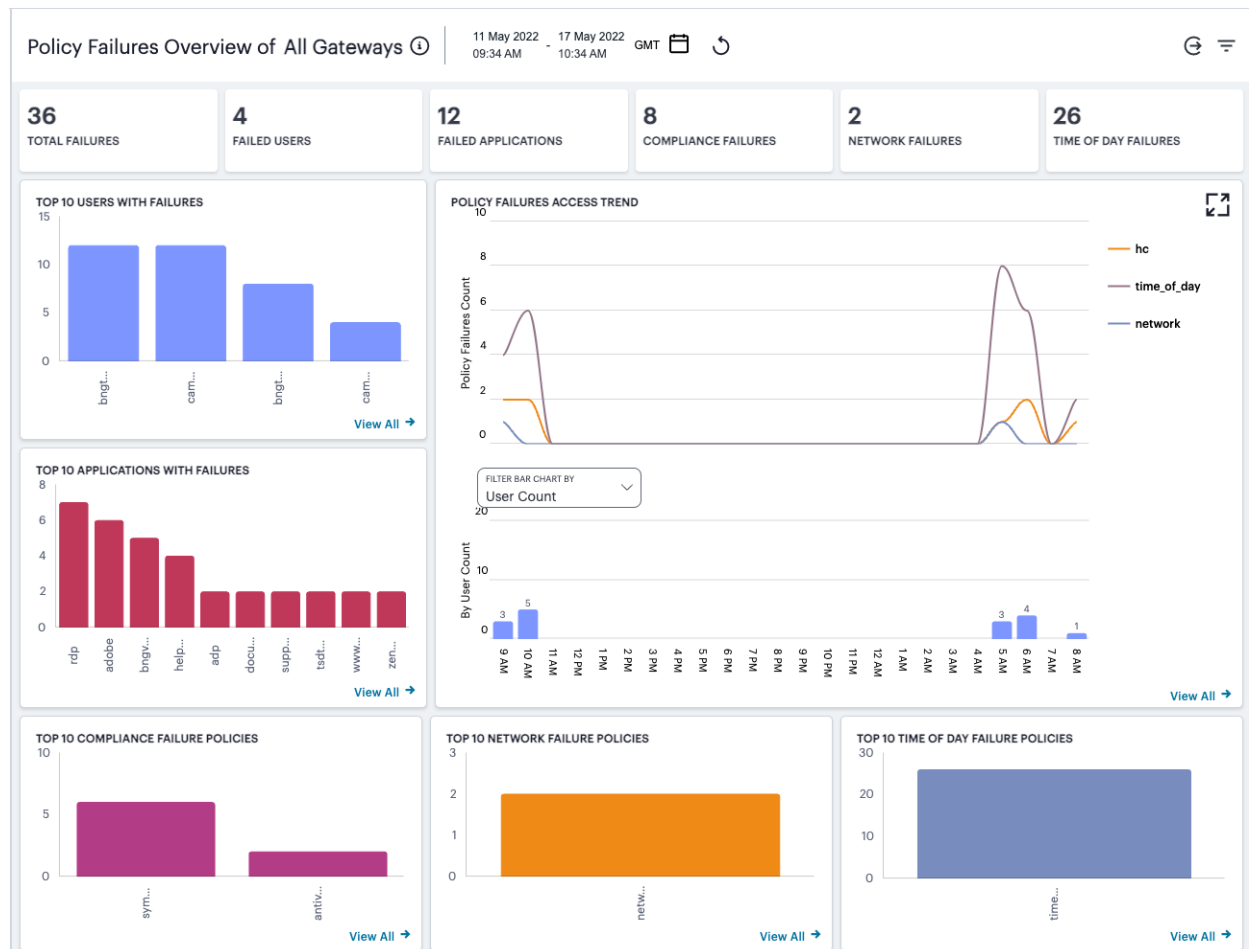 Policy Failures Overview of All Gateways
11 May 2022
09:34 AM
-
17 May 2022
10:34 AM
GMT
36
TOTAL FAILURES
4
FAILED USERS
12
FAILED APPLICATIONS
8
COMPLIANCE FAILURES
2
NETWORK FAILURES
26
TIME OF DAY FAILURES
TOP 10 USERS WITH FAILURES
15
10
5
0
bngt...
cam...
bngt...
cam...
View All
POLICY FAILURES ACCESS TREND
Policy Failures Count
10
8
6
4
2
0
hc
time_of_day
network
FILTER BAR CHART BY
User Count
By User Count
20
10
0
3
5
3
4
1
9 AM
10 AM
11 AM
12 PM
1 PM
2 PM
3 PM
4 PM
5 PM
6 PM
7 PM
8 PM
9 PM
10 PM
11 PM
12 AM
1 AM
2 AM
3 AM
4 AM
5 AM
6 AM
7 AM
8 AM
View All
TOP 10 APPLICATIONS WITH FAILURES
8
6
4
2
0
rdp
adobe
bngv...
help...
adp
docu...
supp...
tsdt...
www...
zen...
View All
TOP 10 COMPLIANCE FAILURE POLICIES
10
5
0
sym...
antiv...
View All
TOP 10 NETWORK FAILURE POLICIES
3
2
1
0
netw...
View All
TOP 10 TIME OF DAY FAILURE POLICIES
30
20
10
0
time...
View All